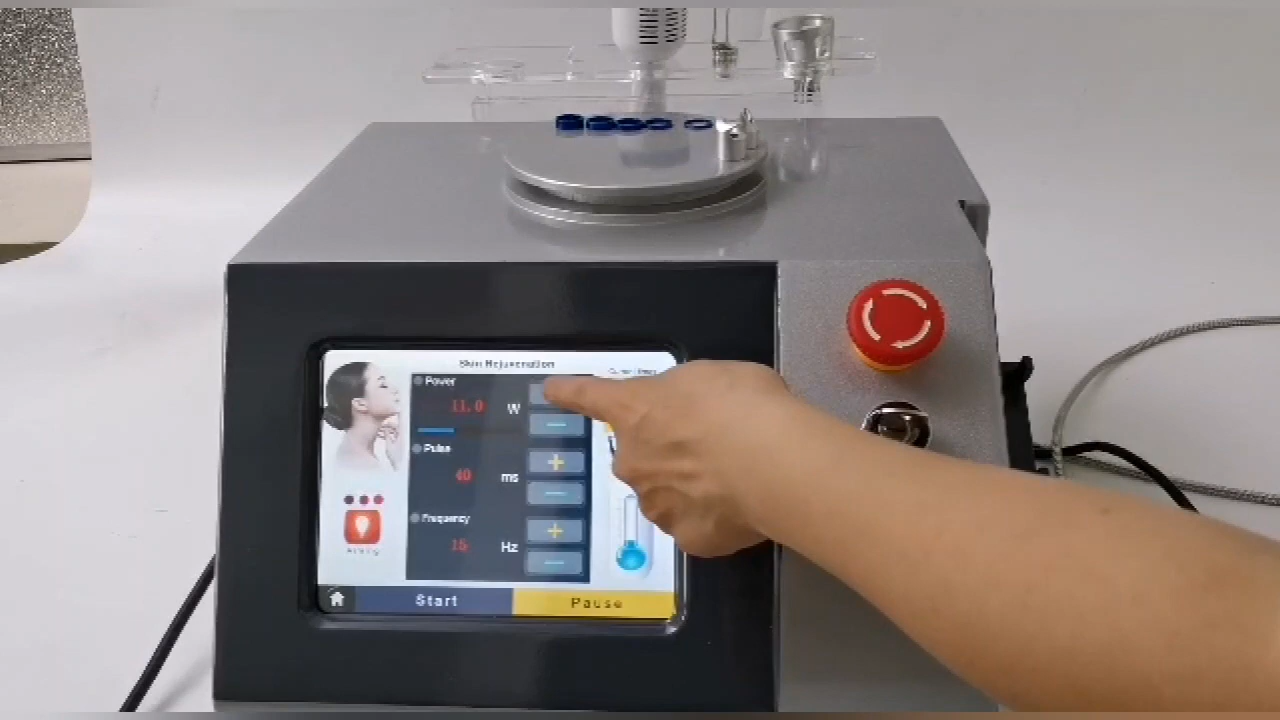 Skin Rejuvenation
Power
11.0 W
Pulse
40 ms
Frequency
15 Hz
Start
Pause